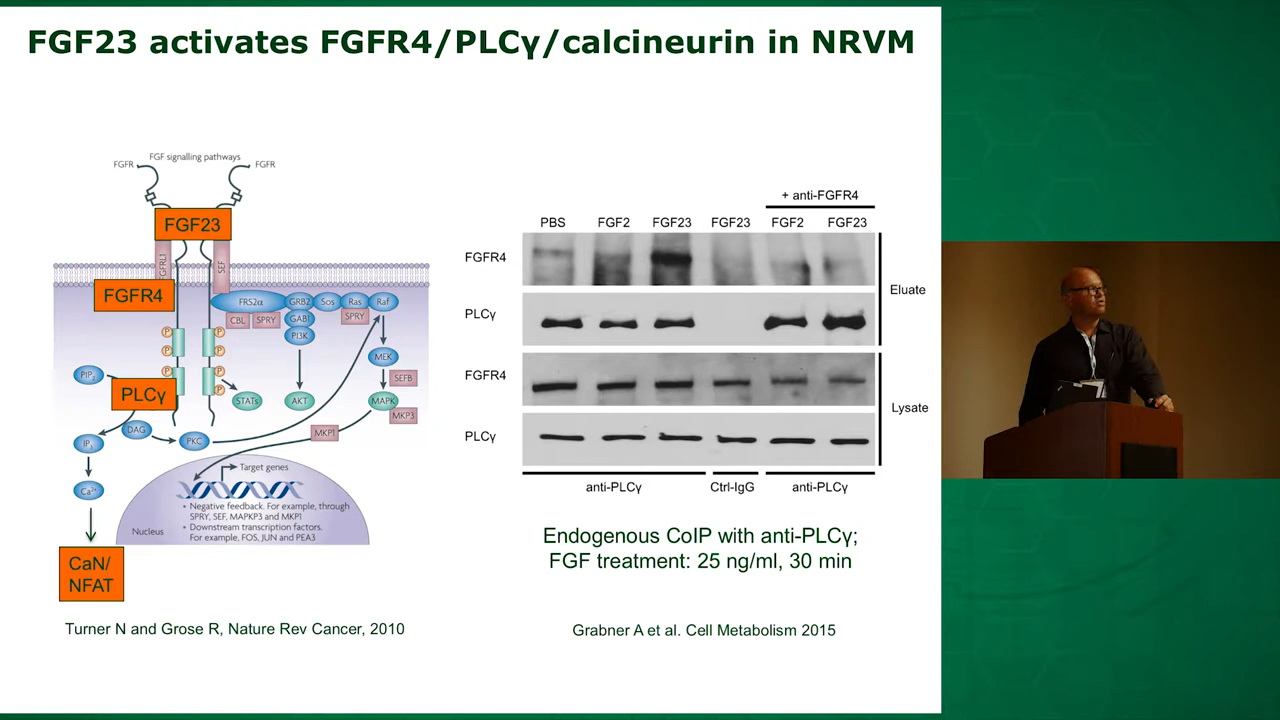 FGF23 activates FGFR4/PLCγ/calcineurin in NRVM
FGF signalling pathways
FGFR
FGFR
FGF23
FGFRL1
SEF
FGFR4
FRS2α
GRB2
Sos
Ras
Raf
CBL
SPRY
GAB1
SPRY
PI3K
P
P
P
P
P
P
P
P
MEK
SEFB
PIP2
PLCγ
STATs
AKT
MAPK
MKP3
DAG
PKC
MKP1
IP3
Ca2+
Target genes
• Negative feedback. For example, through
SPRY, SEF, MAPKP3 and MKP1
• Downstream transcription factors.
For example, FOS, JUN and PEA3
Nucleus
CaN/
NFAT
Turner N and Grose R, Nature Rev Cancer, 2010
+ anti-FGFR4
PBS
FGF2
FGF23
FGF23
FGF2
FGF23
FGFR4
PLCγ
Eluate
FGFR4
PLCγ
Lysate
anti-PLCγ
Ctrl-IgG
anti-PLCγ
Endogenous CoIP with anti-PLCγ;
FGF treatment: 25 ng/ml, 30 min
Grabner A et al. Cell Metabolism 2015